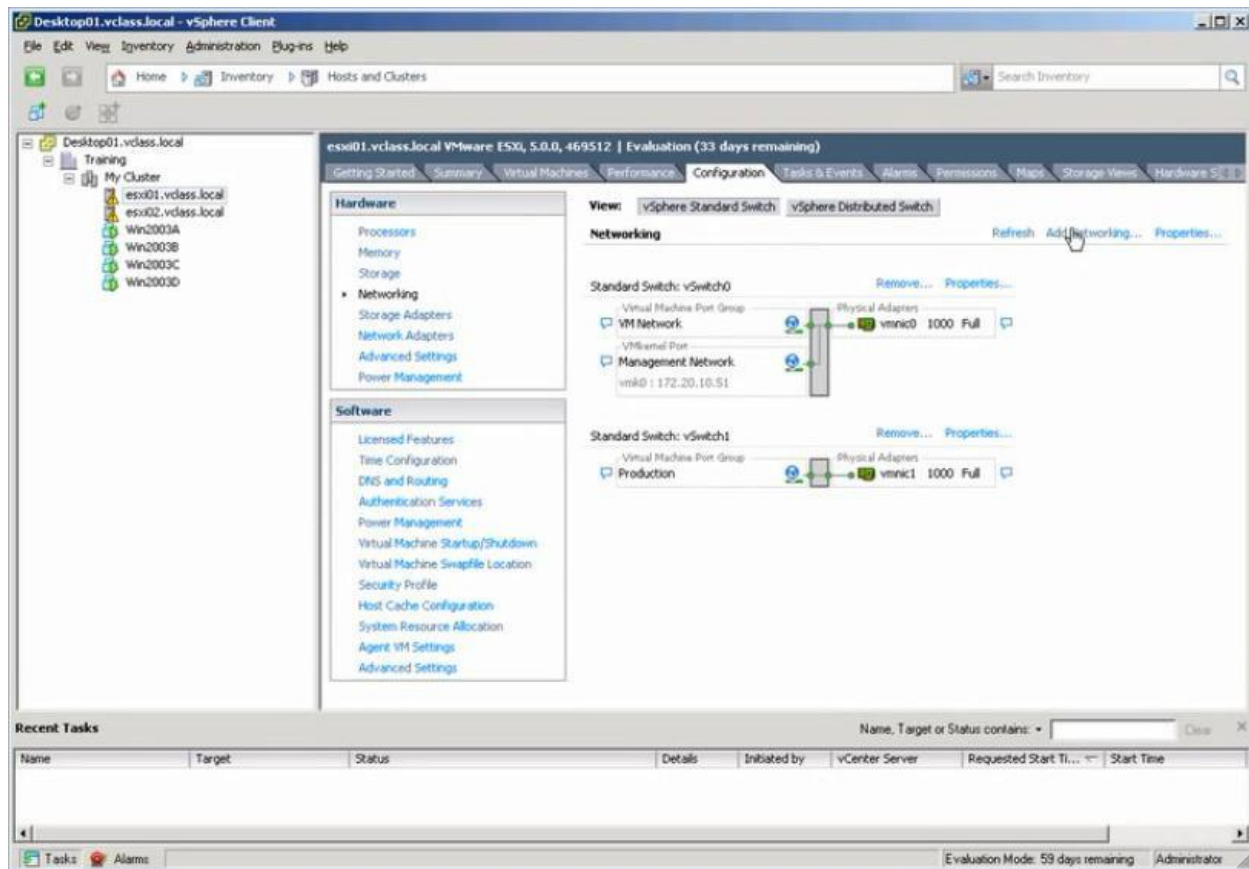 Desktop01.vclass.local - vSphere Client
File Edit View Inventory Administration Plug-ins Help
Home Inventory Hosts and Clusters
Search Inventory
Desktop01.vclass.local
Training
My Cluster
esxi01.vclass.local
esxi02.vclass.local
Win2003A
Win2003B
Win2003C
Win2003D
esxi01.vclass.local VMware ESXi, 5.0.0, 469512 | Evaluation (33 days remaining)
Getting Started Summary Virtual Machines Performance Configuration Tasks & Events Alarms Permissions Maps Storage Views Hardware S
Hardware
Processors
Memory
Storage
Networking
Storage Adapters
Network Adapters
Advanced Settings
Power Management
Software
Licensed Features
Time Configuration
DNS and Routing
Authentication Services
Power Management
Virtual Machine Startup/Shutdown
Virtual Machine Swapfile Location
Security Profile
Host Cache Configuration
System Resource Allocation
Agent VM Settings
Advanced Settings
View: vSphere Standard Switch vSphere Distributed Switch
Networking Refresh Add Networking... Properties...
Standard Switch: vSwitch0 Remove... Properties...
Virtual Machine Port Group Physical Adapters
VM Network vmnic0 1000 Full
VMkernel Port
Management Network
vmk0 : 172.20.10.51
Standard Switch: vSwitch1 Remove... Properties...
Virtual Machine Port Group Physical Adapters
Production vmnic1 1000 Full
Recent Tasks Name, Target or Status contains: Clear
Name Target Status Details Initiated by vCenter Server Requested Start Ti... Start Time
Tasks Alarms Evaluation Mode: 59 days remaining Administrator